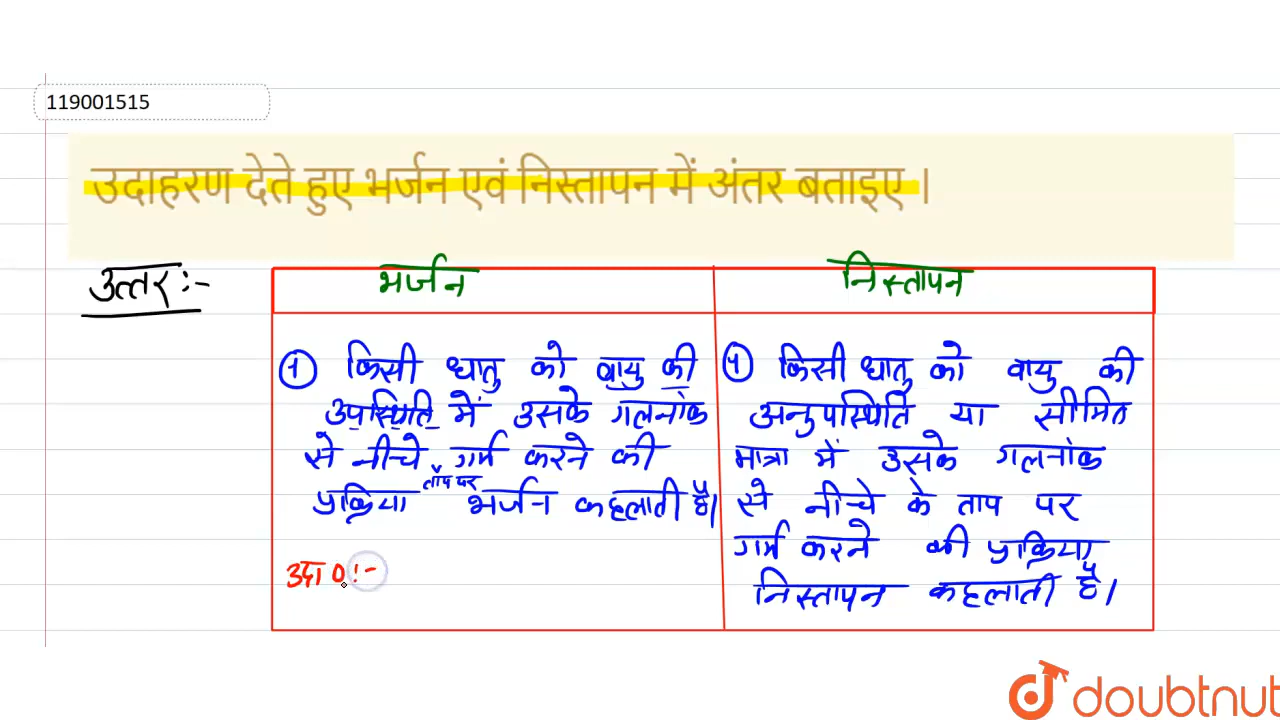 119001515
उदाहरण देते हुए भर्जन एवं निस्तापन में अंतर बताइए ।
उत्तर :-
भर्जन
① किसी धातु को वायु की
उपस्थिति में उसके गलनांक
से नीचे गर्म करने की
ताप पर
प्रक्रिया भर्जन कहलाती है।
उदा० :-
निस्तापन
① किसी धातु को वायु की
अनुपस्थिति या सीमित
मात्रा में उसके गलनांक
से नीचे के ताप पर
गर्म करने की प्रक्रिया
निस्तापन कहलाती है।
doubtnut